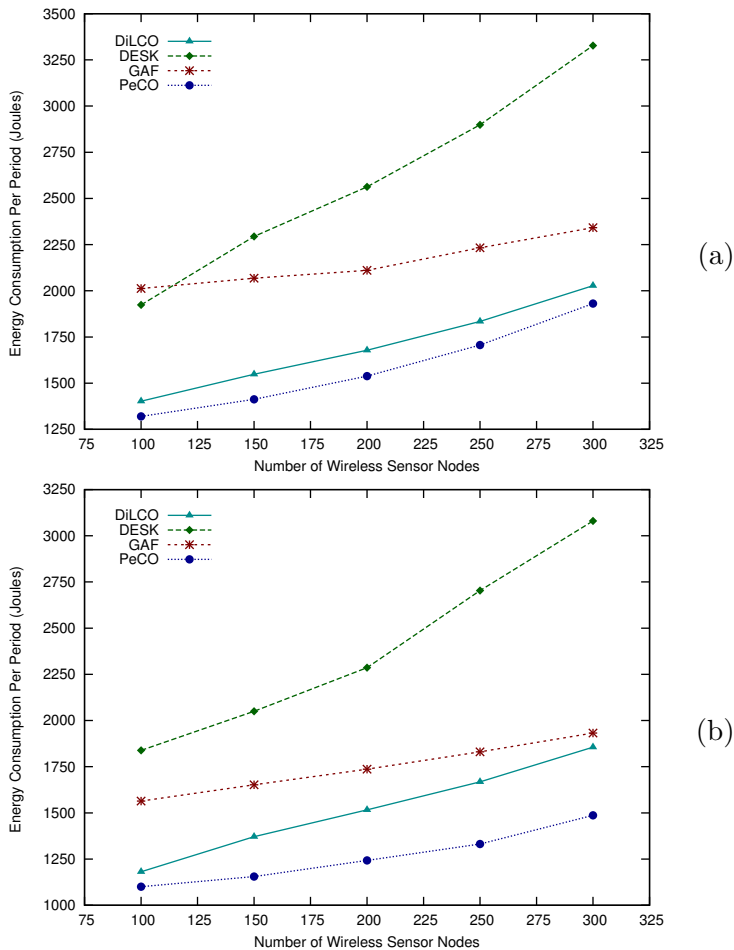 3500
3250
3000
2750
2500
2250
2000
1750
1500
1250
Energy Consumption Per Period (Joules)
DiLCO
DESK
GAF
PeCO
75 100 125 150 175 200 225 250 275 300 325
Number of Wireless Sensor Nodes
(a)
3250
3000
2750
2500
2250
2000
1750
1500
1250
1000
Energy Consumption Per Period (Joules)
DiLCO
DESK
GAF
PeCO
75 100 125 150 175 200 225 250 275 300 325
Number of Wireless Sensor Nodes
(b)